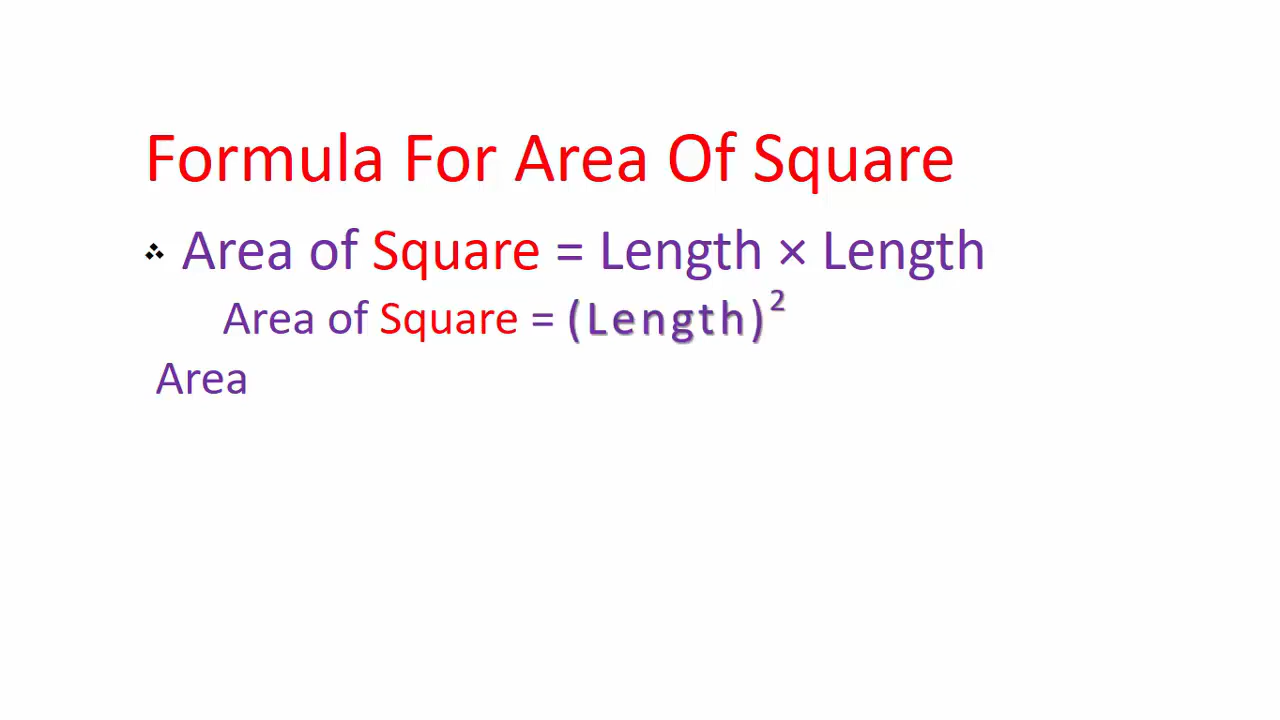 Formula For Area Of Square
❖ Area of Square = Length × Length
Area of Square = (Length)²
Area